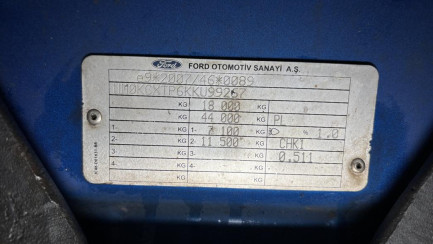 Ford FORD OTOMOTİV SANAYİ A.Ş.
e9*2007/46*0089
NM0KCXTP6KKU99267
KG 18 000 KG
KG 44 000 KG PL
1- KG 1- 7 100 KG 1.0
2- KG 2- 11 500 KG CHKI
3- KG 3- KG 0.511
4- KG 4- KG